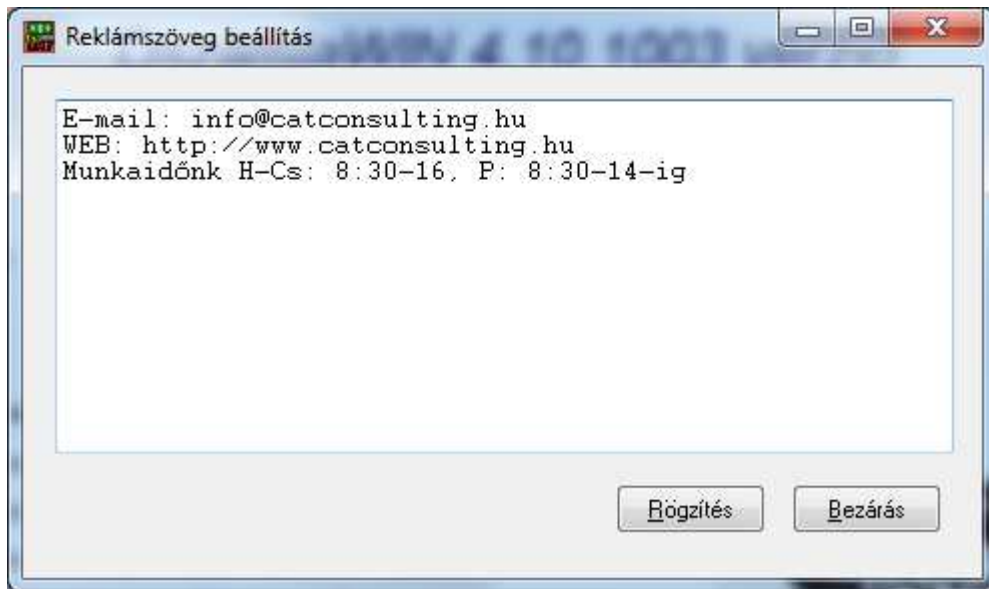 Reklámszöveg beállítás
E-mail: info@catconsulting.hu
WEB: http://www.catconsulting.hu
Munkaidőnk H-Cs: 8:30-16, P: 8:30-14-ig
Rögzítés
Bezárás